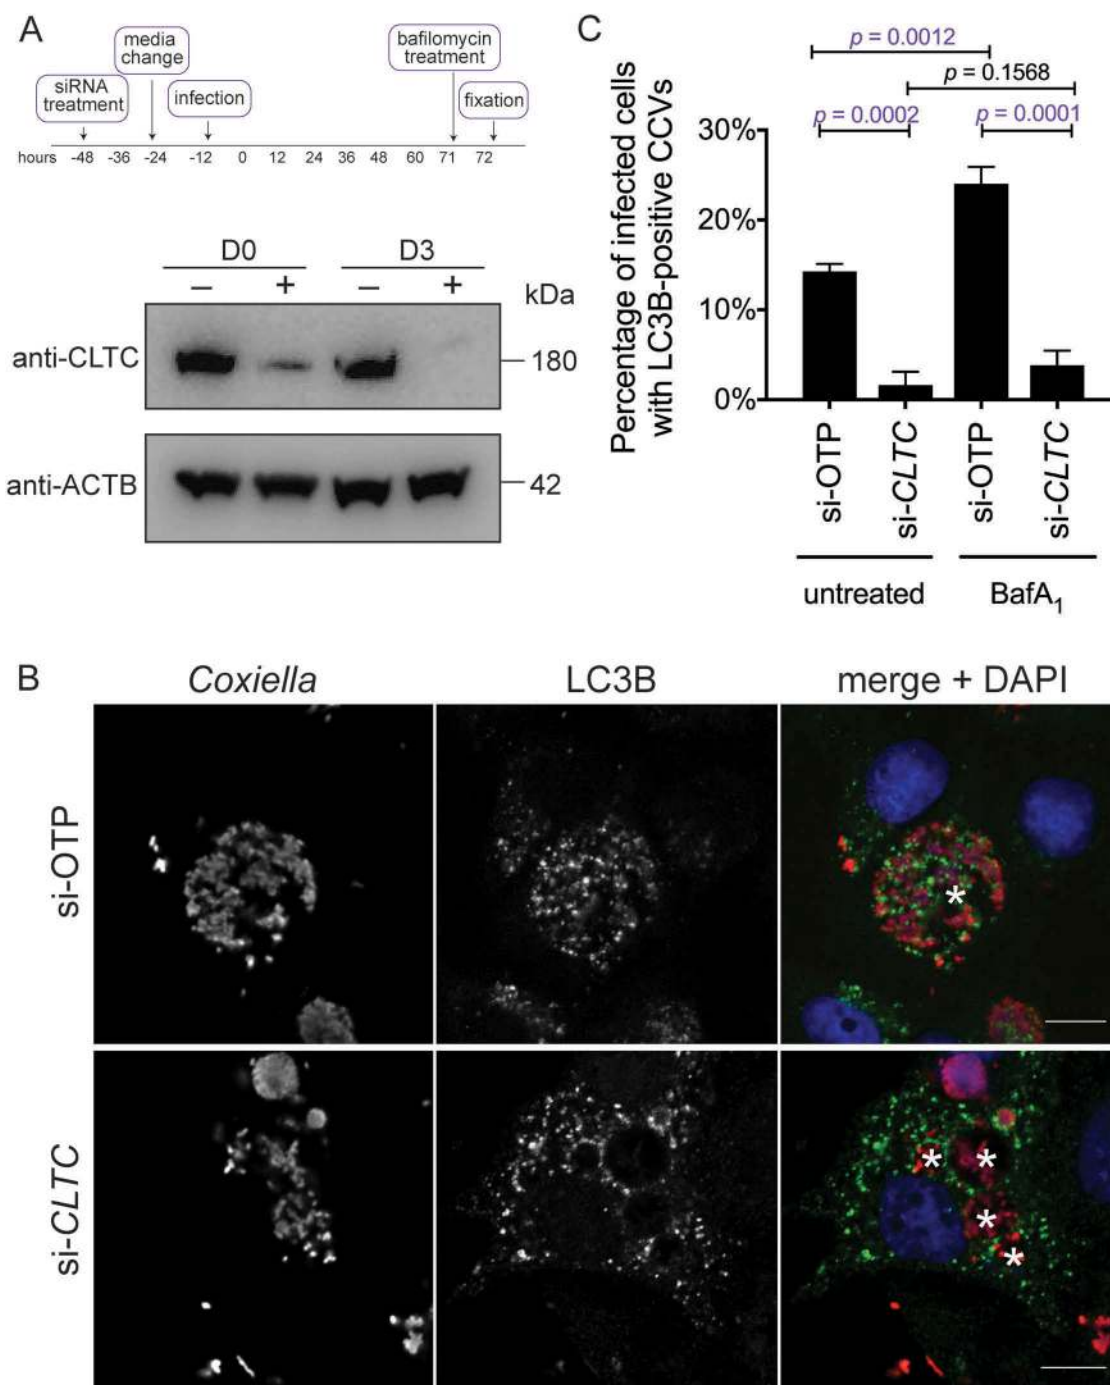 A
siRNA
treatment
media
change
infection
bafilomycin
treatment
fixation
hours -48 -36 -24 -12 0 12 24 36 48 60 71 72
D0 D3
– + – + kDa
anti-CLTC 180
anti-ACTB 42
C
p = 0.0012
p = 0.1568
p = 0.0002 p = 0.0001
Percentage of infected cells
with LC3B-positive CCVs
30%
20%
10%
0%
si-OTP si-CLTC si-OTP si-CLTC
untreated BafA₁
B
Coxiella LC3B merge + DAPI
si-OTP
*
si-CLTC
* *
*
*